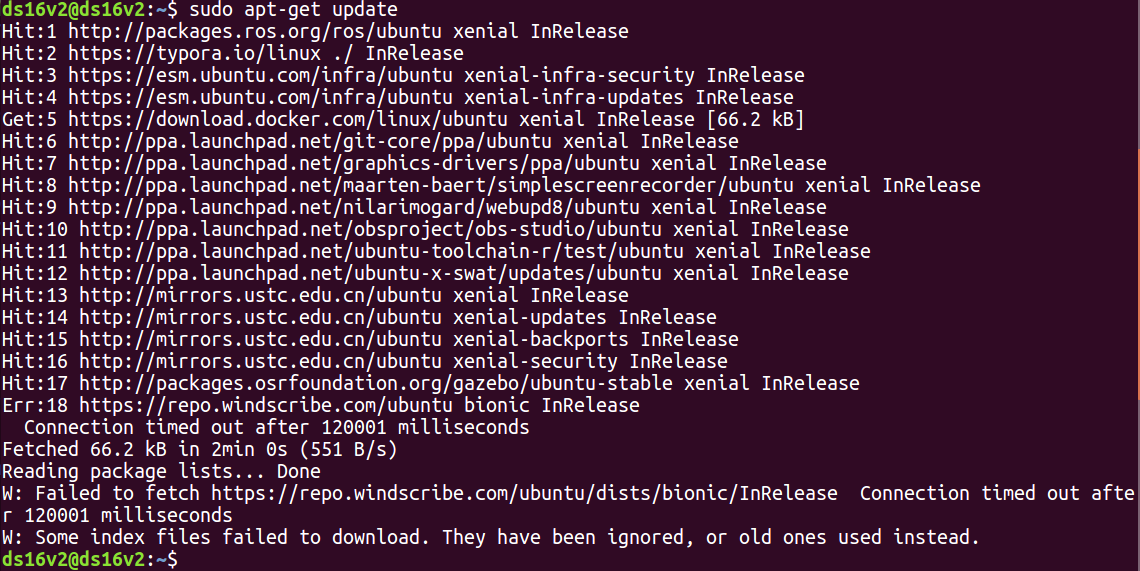 ds16v2@ds16v2:~$ sudo apt-get update
Hit:1 http://packages.ros.org/ros/ubuntu xenial InRelease
Hit:2 https://typora.io/linux ./ InRelease
Hit:3 https://esm.ubuntu.com/infra/ubuntu xenial-infra-security InRelease
Hit:4 https://esm.ubuntu.com/infra/ubuntu xenial-infra-updates InRelease
Get:5 https://download.docker.com/linux/ubuntu xenial InRelease [66.2 kB]
Hit:6 http://ppa.launchpad.net/git-core/ppa/ubuntu xenial InRelease
Hit:7 http://ppa.launchpad.net/graphics-drivers/ppa/ubuntu xenial InRelease
Hit:8 http://ppa.launchpad.net/maarten-baert/simplescreenrecorder/ubuntu xenial InRelease
Hit:9 http://ppa.launchpad.net/nilarimogard/webupd8/ubuntu xenial InRelease
Hit:10 http://ppa.launchpad.net/obsproject/obs-studio/ubuntu xenial InRelease
Hit:11 http://ppa.launchpad.net/ubuntu-toolchain-r/test/ubuntu xenial InRelease
Hit:12 http://ppa.launchpad.net/ubuntu-x-swat/updates/ubuntu xenial InRelease
Hit:13 http://mirrors.ustc.edu.cn/ubuntu xenial InRelease
Hit:14 http://mirrors.ustc.edu.cn/ubuntu xenial-updates InRelease
Hit:15 http://mirrors.ustc.edu.cn/ubuntu xenial-backports InRelease
Hit:16 http://mirrors.ustc.edu.cn/ubuntu xenial-security InRelease
Hit:17 http://packages.osrfoundation.org/gazebo/ubuntu-stable xenial InRelease
Err:18 https://repo.windscribe.com/ubuntu bionic InRelease
  Connection timed out after 120001 milliseconds
Fetched 66.2 kB in 2min 0s (551 B/s)
Reading package lists... Done
W: Failed to fetch https://repo.windscribe.com/ubuntu/dists/bionic/InRelease  Connection timed out afte
r 120001 milliseconds
W: Some index files failed to download. They have been ignored, or old ones used instead.
ds16v2@ds16v2:~$